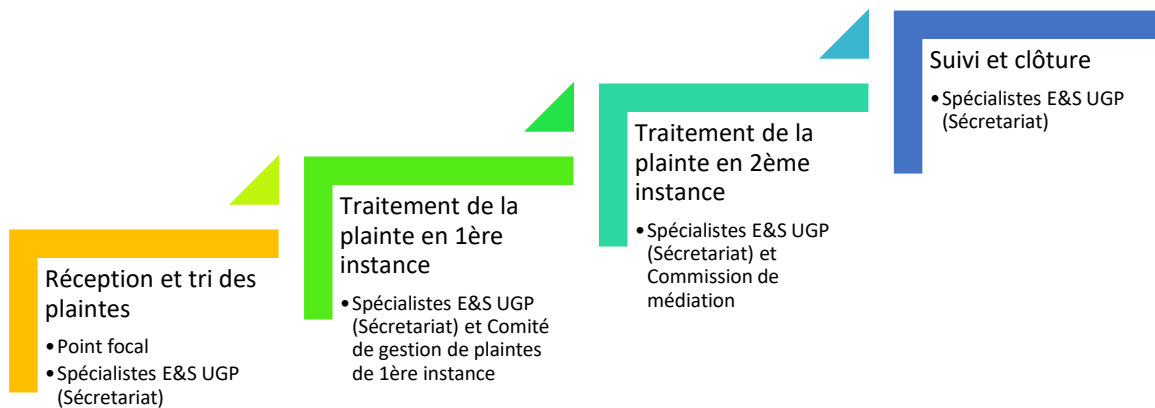 Réception et tri des
plaintes
•Point focal
•Spécialistes E&S UGP
(Sécretariat)
Traitement de la
plainte en 1ère
instance
•Spécialistes E&S UGP
(Sécretariat) et Comité
de gestion de plaintes
de 1ère instance
Traitement de la
plainte en 2ème
instance
•Spécialistes E&S UGP
(Sécretariat) et
Commission de
médiation
Suivi et clôture
•Spécialistes E&S UGP
(Sécretariat)